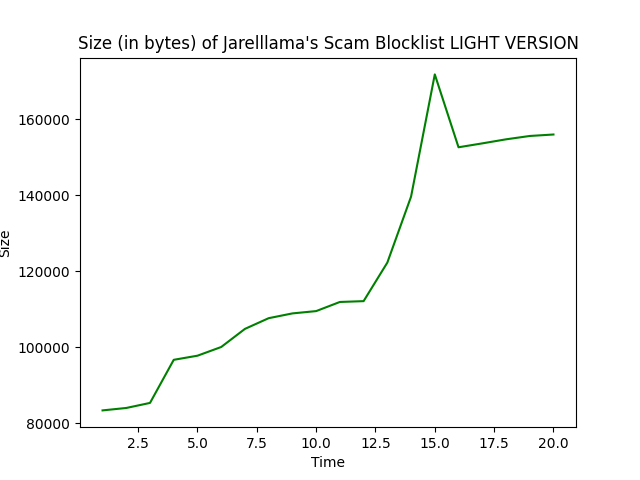 Size (in bytes) of Jarelllama's Scam Blocklist LIGHT VERSION
160000
140000
120000
100000
80000
Size
2.5 5.0 7.5 10.0 12.5 15.0 17.5 20.0
Time